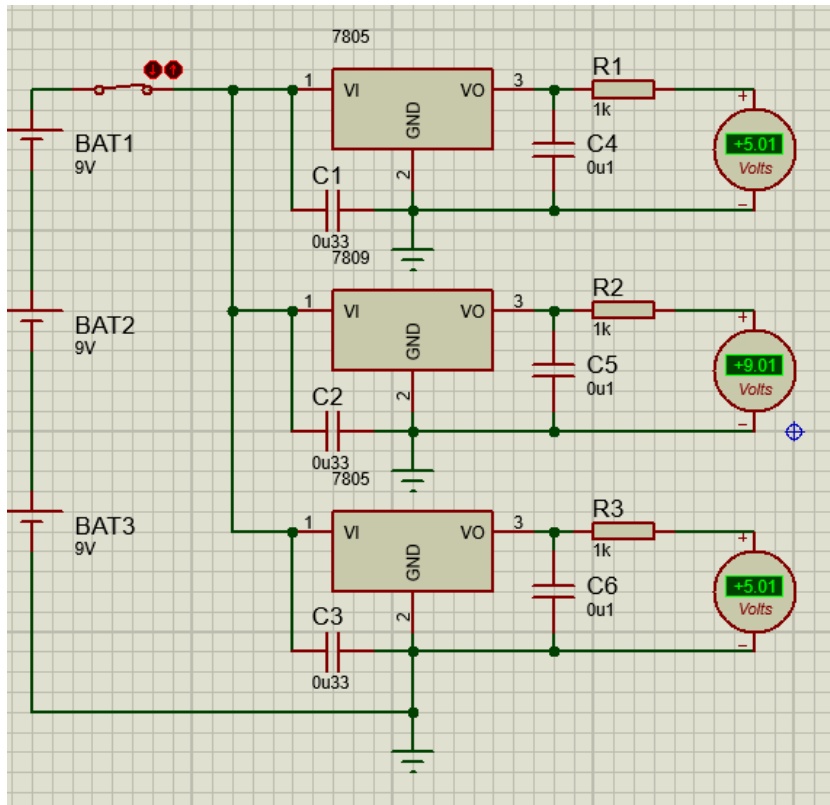 7805
1 VI VO 3 R1
1k
GND
2
+
+5.01
Volts
−
BAT1
9V
C1
0u33
C4
0u1
7809
1 VI VO 3 R2
1k
GND
2
+
+9.01
Volts
−
BAT2
9V
C2
0u33
C5
0u1
7805
1 VI VO 3 R3
1k
GND
2
+
+5.01
Volts
−
BAT3
9V
C3
0u33
C6
0u1